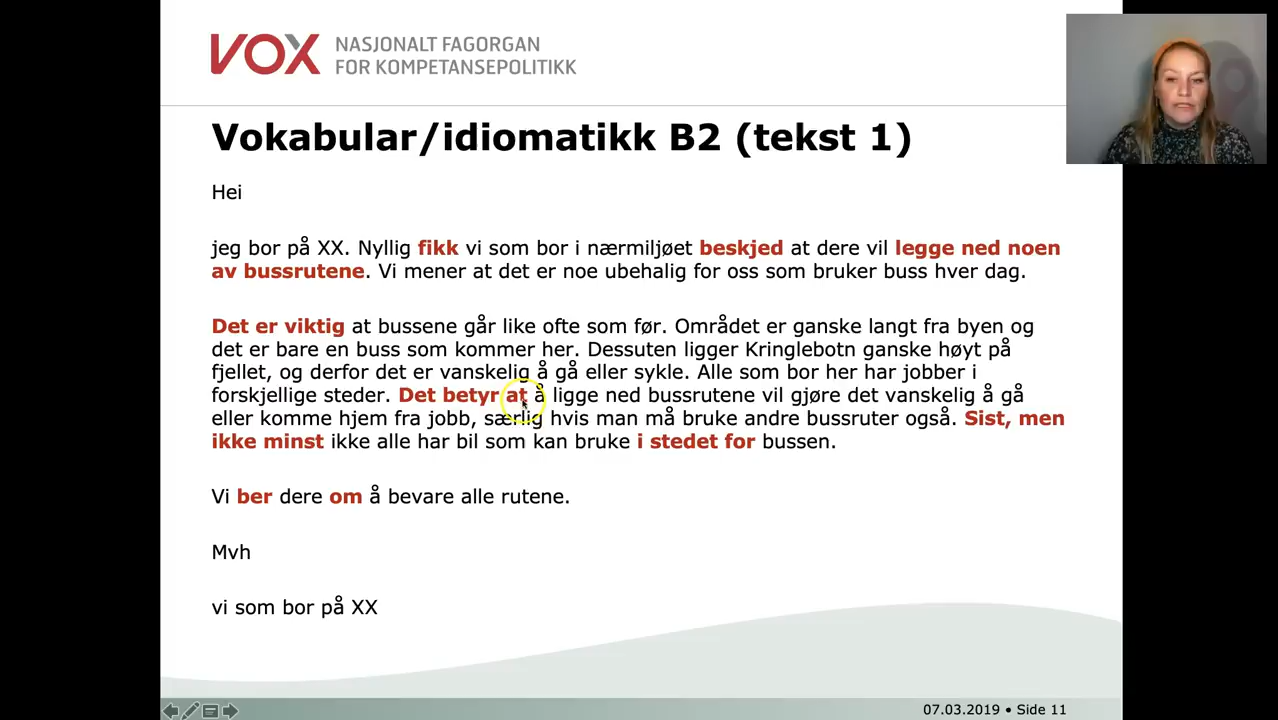 VOX NASJONALT FAGORGAN
FOR KOMPETANSEPOLITIKK
Vokabular/idiomatikk B2 (tekst 1)
Hei
jeg bor på XX. Nyllig fikk vi som bor i nærmiljøet beskjed at dere vil legge ned noen
av bussrutene. Vi mener at det er noe ubehalig for oss som bruker buss hver dag.
Det er viktig at bussene går like ofte som før. Området er ganske langt fra byen og
det er bare en buss som kommer her. Dessuten ligger Kringlebotn ganske høyt på
fjellet, og derfor det er vanskelig å gå eller sykle. Alle som bor her har jobber i
forskjellige steder. Det betyr at å ligge ned bussrutene vil gjøre det vanskelig å gå
eller komme hjem fra jobb, særlig hvis man må bruke andre bussruter også. Sist, men
ikke minst ikke alle har bil som kan bruke i stedet for bussen.
Vi ber dere om å bevare alle rutene.
Mvh
vi som bor på XX
07.03.2019 • Side 11